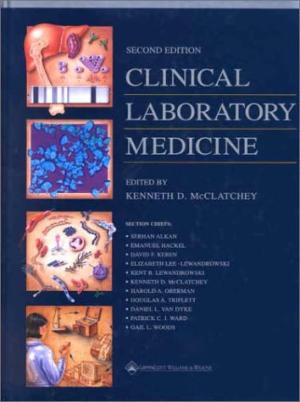 SECOND EDITION
CLINICAL
LABORATORY
MEDICINE
EDITED BY
KENNETH D. McCLATCHEY
SECTION CHIEFS:
• SERHAN ALKAN
• EMANUEL HACKEL
• DAVID F. KEREN
• ELIZABETH LEE-LEWANDROWSKI
• KENT B. LEWANDROWSKI
• KENNETH D. McCLATCHEY
• HAROLD A. OBERMAN
• DOUGLAS A. TRIPLETT
• DANIEL L. VAN DYKE
• PATRICK C. J. WARD
• GAIL L. WOODS
LIPPINCOTT WILLIAMS & WILKINS